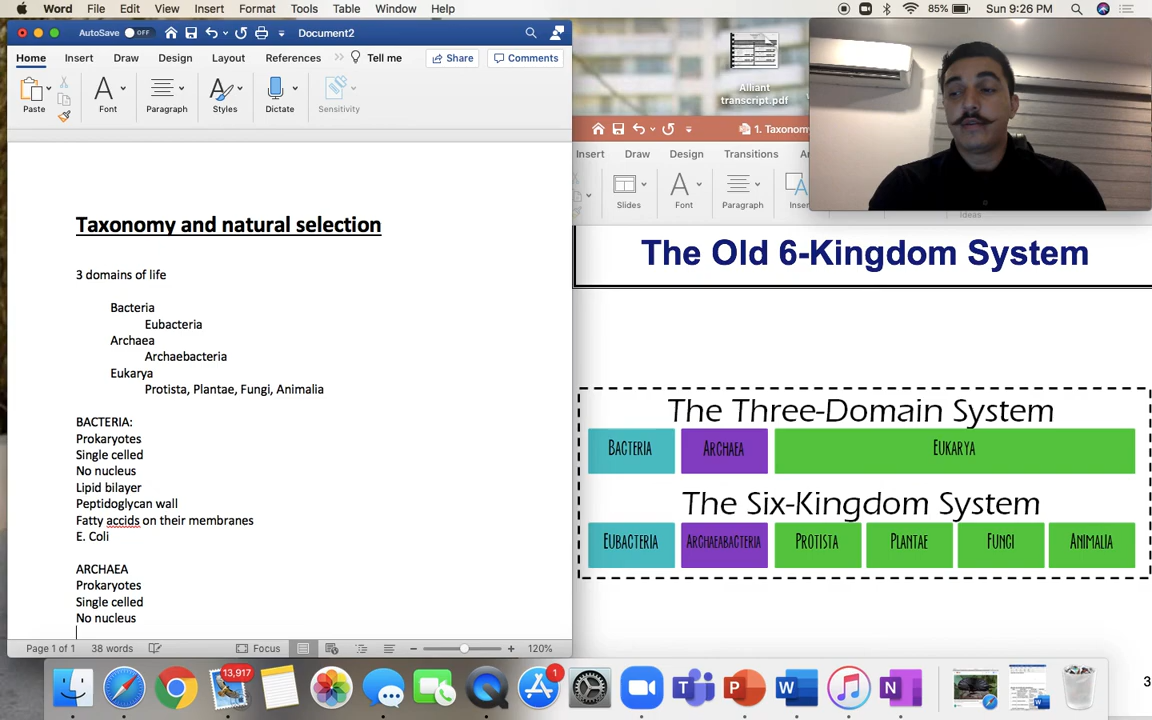 Word File Edit View Insert Format Tools Table Window Help 85% Sun 9:26 PM
AutoSave OFF Document2
Home Insert Draw Design Layout References Tell me Share Comments
Paste Font Paragraph Styles Dictate Sensitivity
Taxonomy and natural selection
3 domains of life
Bacteria
Eubacteria
Archaea
Archaebacteria
Eukarya
Protista, Plantae, Fungi, Animalia
BACTERIA:
Prokaryotes
Single celled
No nucleus
Lipid bilayer
Peptidoglycan wall
Fatty accids on their membranes
E. Coli
ARCHAEA
Prokaryotes
Single celled
No nucleus
Page 1 of 1 38 words Focus 120%
Alliant
transcript.pdf
1. Taxonomy
Insert Draw Design Transitions
Slides Font Paragraph
Ideas
The Old 6-Kingdom System
The Three-Domain System
BACTERIA ARCHAEA EUKARYA
The Six-Kingdom System
EUBACTERIA ARCHAEABACTERIA PROTISTA PLANTAE FUNGI ANIMALIA
3
13,917
1